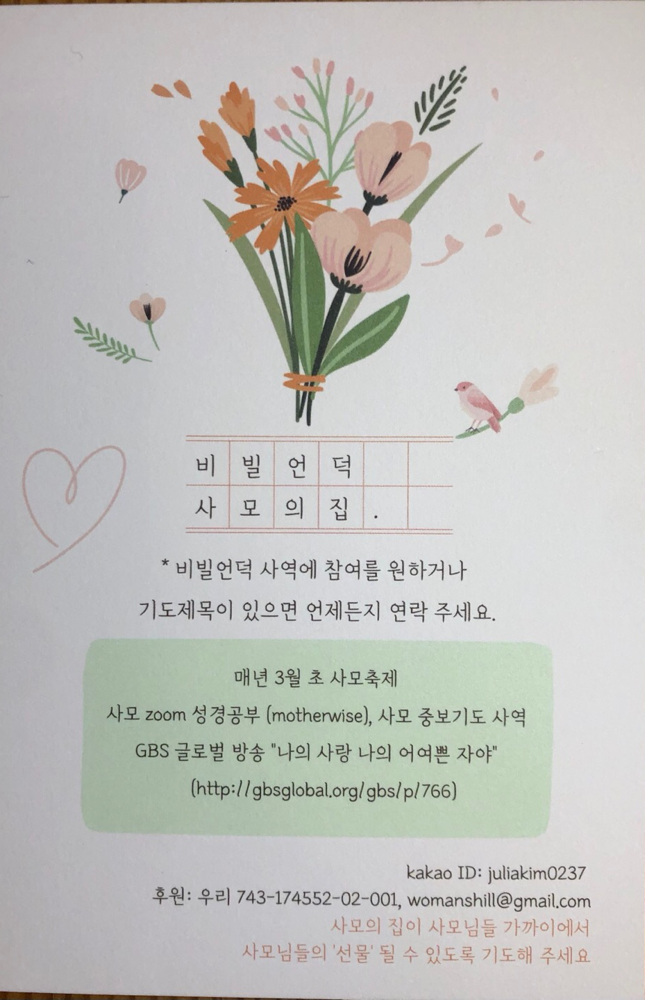 비빌언덕
사모의집.
* 비빌언덕 사역에 참여를 원하거나
기도제목이 있으면 언제든지 연락 주세요.
매년 3월 초 사모축제
사모 zoom 성경공부 (motherwise), 사모 중보기도 사역
GBS 글로벌 방송 "나의 사랑 나의 어여쁜 자야"
(http://gbsglobal.org/gbs/p/766)
kakao ID: juliakim0237
후원: 우리 743-174552-02-001, womanshill@gmail.com
사모의 집이 사모님들 가까이에서
사모님들의 '선물' 될 수 있도록 기도해 주세요